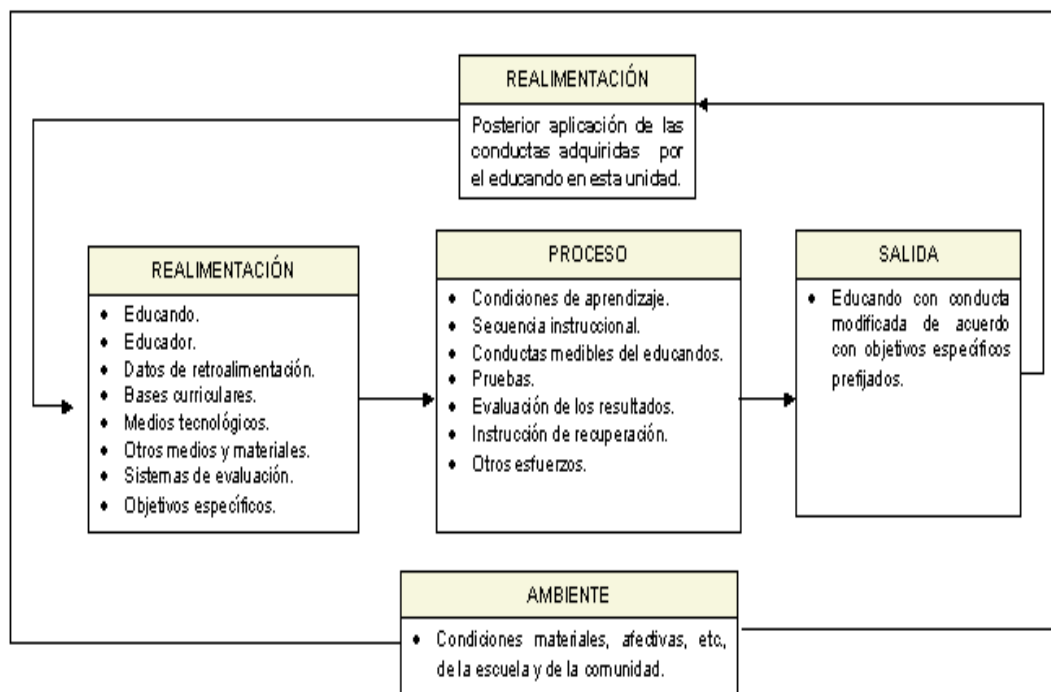 REALIMENTACIÓN
Posterior aplicación de las
conductas adquiridas por
el educando en esta unidad.
REALIMENTACIÓN
• Educando.
• Educador.
• Datos de retroalimentación.
• Bases curriculares.
• Medios tecnológicos.
• Otros medios y materiales.
• Sistemas de evaluación.
• Objetivos específicos.
PROCESO
• Condiciones de aprendizaje.
• Secuencia instruccional.
• Conductas medibles del educandos.
• Pruebas.
• Evaluación de los resultados.
• Instrucción de recuperación.
• Otros esfuerzos.
SALIDA
• Educando con conducta
modificada de acuerdo
con objetivos específicos
prefijados.
AMBIENTE
• Condiciones materiales, afectivas, etc.,
de la escuela y de la comunidad.